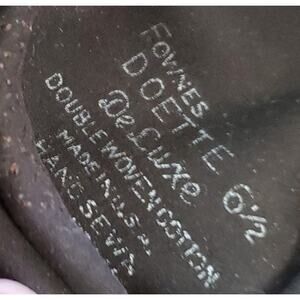 FOWNES
DOETTE 6½
DeLuxe
DOUBLE WOVEN COTTON
MADE IN U.S.A.
HAND SEWN